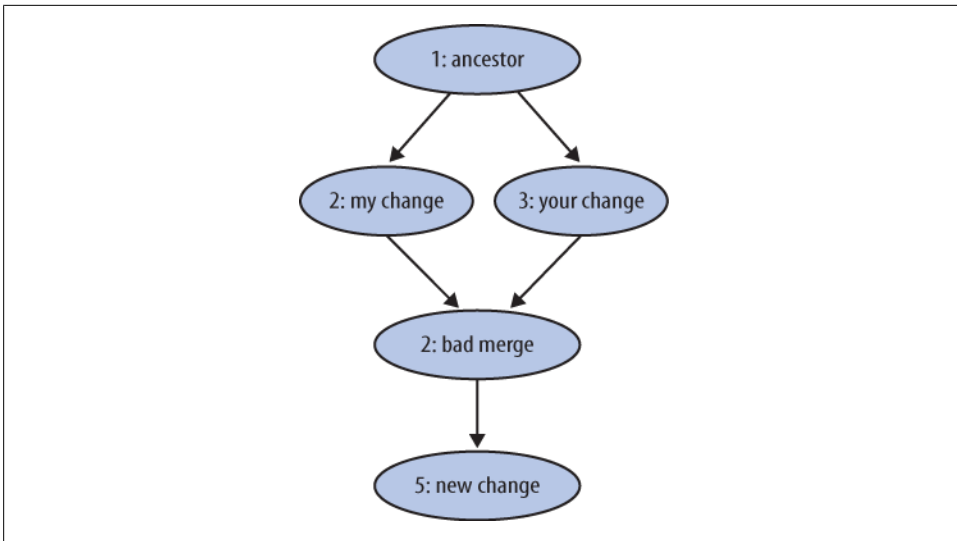 1: ancestor
2: my change
3: your change
2: bad merge
5: new change